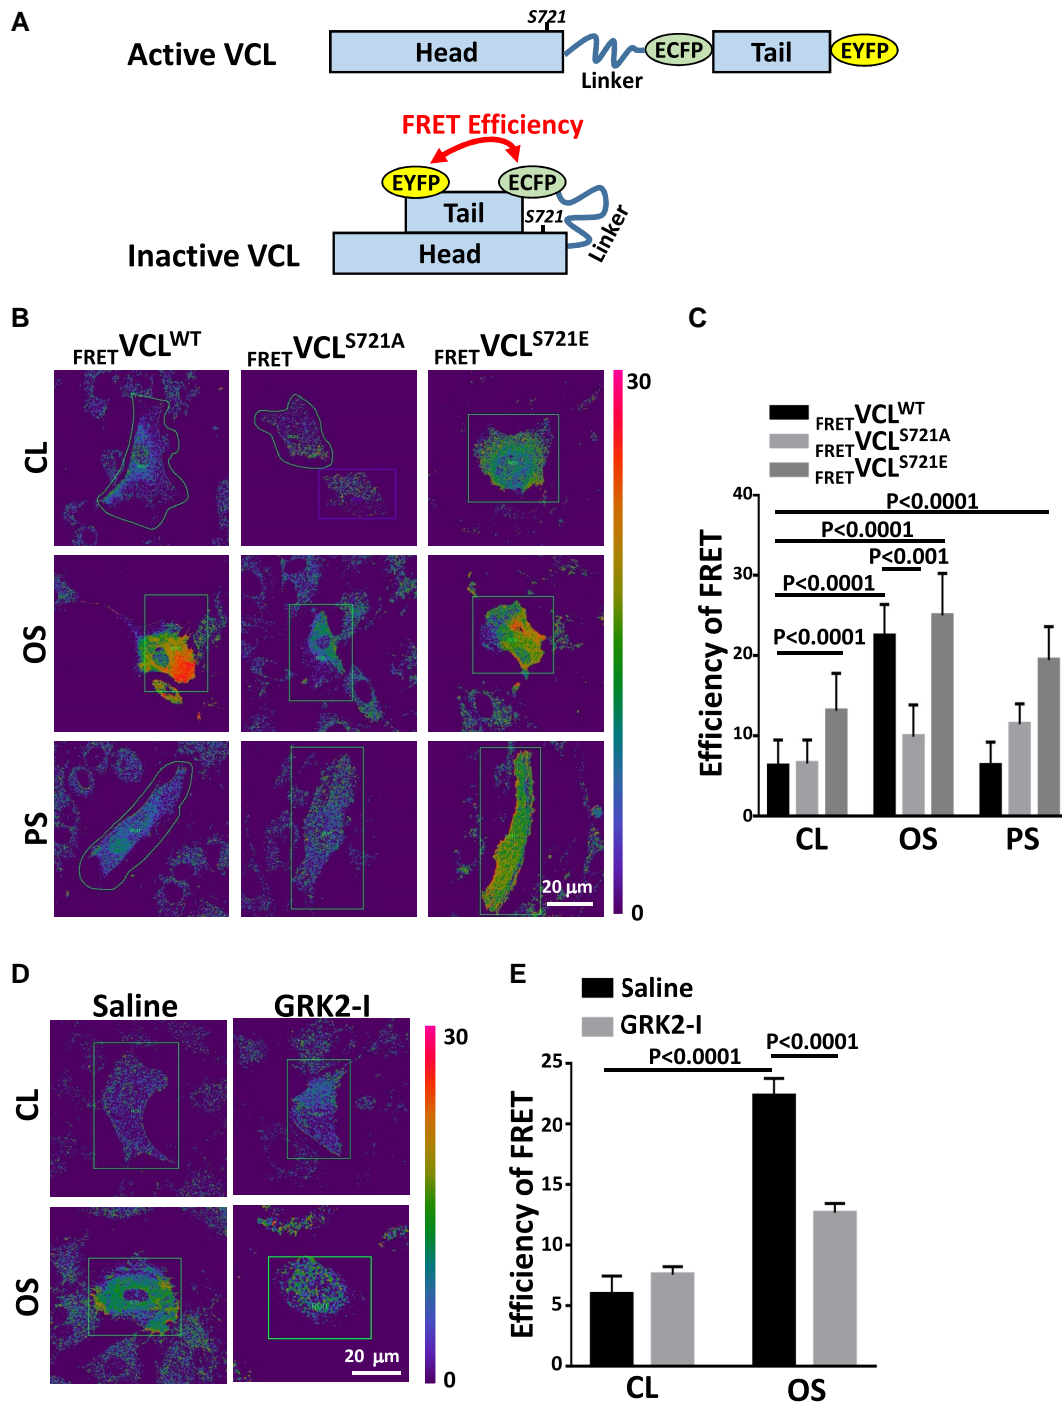 A
S721
Active VCL
Head
ECFP
Tail
EYFP
Linker
FRET Efficiency
EYFP
ECFP
Tail
S721
Linker
Inactive VCL
Head
B
FRETVCLWT
FRETVCLS721A
FRETVCLS721E
CL
OS
PS
30
0
20 µm
C
FRETVCLWT
FRETVCLS721A
FRETVCLS721E
Efficiency of FRET
40
30
20
10
0
P<0.0001
P<0.0001
P<0.001
P<0.0001
P<0.0001
CL
OS
PS
D
Saline
GRK2-I
CL
OS
30
0
20 µm
E
Saline
GRK2-I
Efficiency of FRET
25
20
15
10
5
0
P<0.0001
P<0.0001
CL
OS